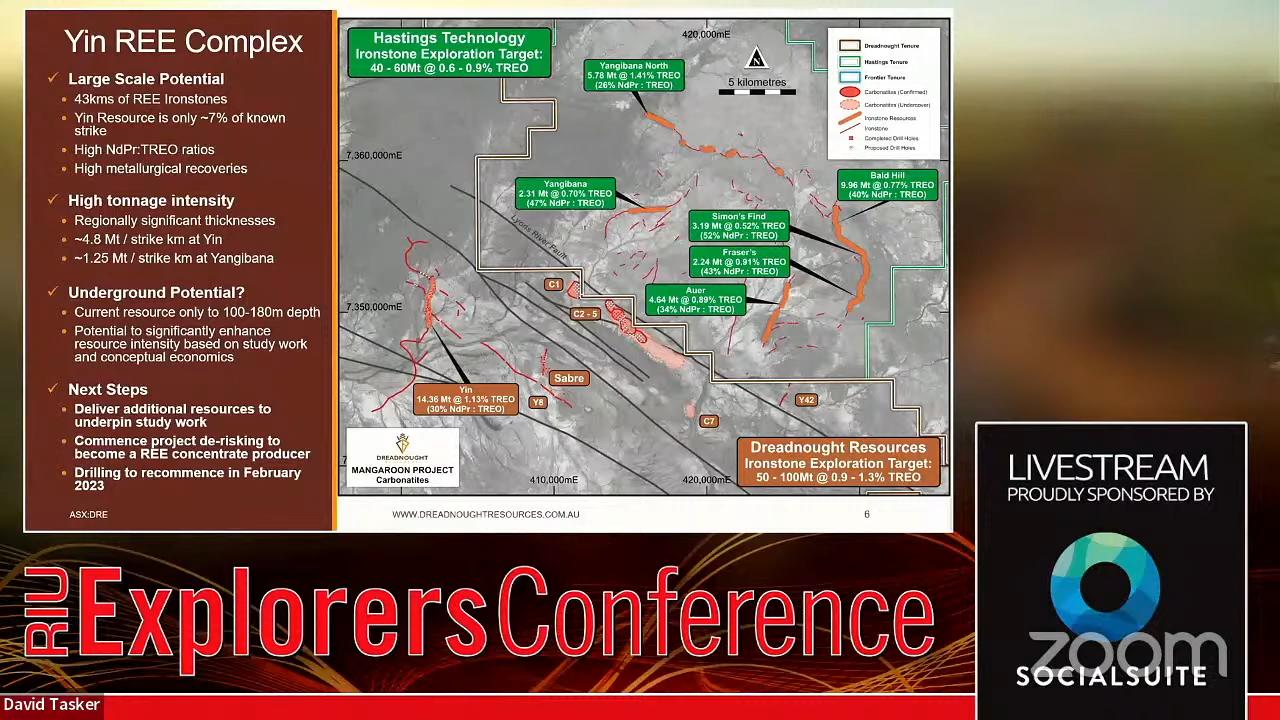 Yin REE Complex
✓ Large Scale Potential
• 43kms of REE Ironstones
• Yin Resource is only ~7% of known
strike
• High NdPr:TREO Ratio
• High metallurgical recoveries
✓ High tonnage intensity
• Regionally significant thicknesses
• ~4.8 Mt / strike km at Yin
• ~1.25 Mt / strike km at Yangibana
✓ Underground Potential?
• Current resource only to 100-180m depth
• Potential to significantly enhance
resource intensity based on study work
and conceptual economics
✓ Next Steps
• Deliver additional resources to
underpin study work
• Commence project de-risking to
become a REE concentrate producer
• Drilling to recommence in February
2023
ASX:DRE
Hastings Technology
Ironstone Exploration Target:
40 - 60Mt @ 0.6 - 0.9% TREO
420,000mE
N
5 kilometres
Yangibana North
5.78 Mt @ 1.41% TREO
(26% NdPr : TREO)
Dreadnought Tenure
Hastings Tenure
Frontier Tenure
Carbonatites (Confirmed)
Carbonatites (Undercover)
Ironstone Resources
Ironstone
Completed Drill Holes
Proposed Drill Holes
7,360,000mE
Yangibana
2.31 Mt @ 0.70% TREO
(47% NdPr : TREO)
Bald Hill
9.96 Mt @ 0.77% TREO
(40% NdPr : TREO)
Simon's Find
3.19 Mt @ 0.52% TREO
(52% NdPr : TREO)
Lyons River Fault
Fraser's
2.24 Mt @ 0.91% TREO
(43% NdPr : TREO)
Auer
4.64 Mt @ 0.89% TREO
(34% NdPr : TREO)
C1
C2 - 5
7,350,000mE
Sabre
Yin
14.36 Mt @ 1.13% TREO
(30% NdPr : TREO)
Y8
Y42
C7
DREADNOUGHT
MANGAROON PROJECT
Carbonatites
410,000mE
420,000mE
Dreadnought Resources
Ironstone Exploration Target:
50 - 100Mt @ 0.9 - 1.3% TREO
WWW.DREADNOUGHTRESOURCES.COM.AU
6
RIU Explorers Conference
LIVESTREAM
PROUDLY SPONSORED BY
zoom
SOCIALSUITE
David Tasker